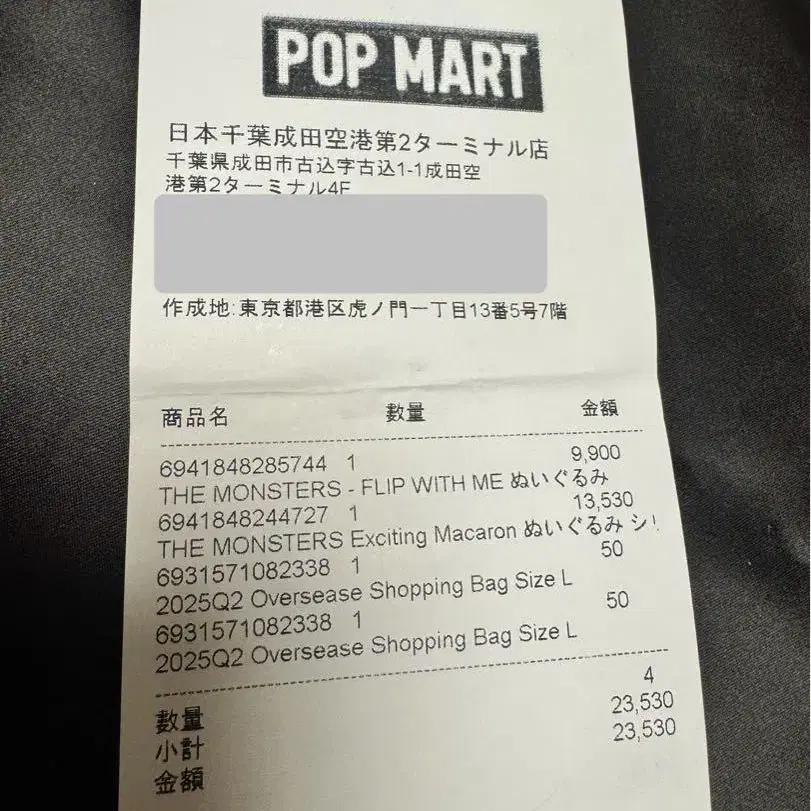 POP MART
日本千葉成田空港第2ターミナル店
千葉県成田市古込字古込1-1成田空
港第2ターミナル4F
作成地:東京都港区虎ノ門一丁目13番5号7階
商品名 数量 金額
6941848285744 1 9,900
THE MONSTERS - FLIP WITH ME ぬいぐるみ
6941848244727 1 13,530
THE MONSTERS Exciting Macaron ぬいぐるみ シリ
6931571082338 1 50
2025Q2 Oversease Shopping Bag Size L
6931571082338 1 50
2025Q2 Oversease Shopping Bag Size L
数量 4
小計 23,530
金額 23,530